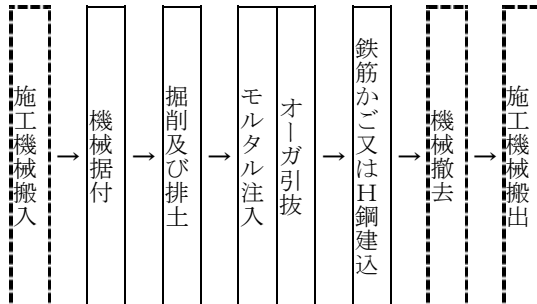 施工機械搬入
→
機械据付
→
掘削及び排土
→
モルタル注入
オーガ引抜
→
鉄筋かご又はH鋼建込
→
機械撤去
→
施工機械搬出